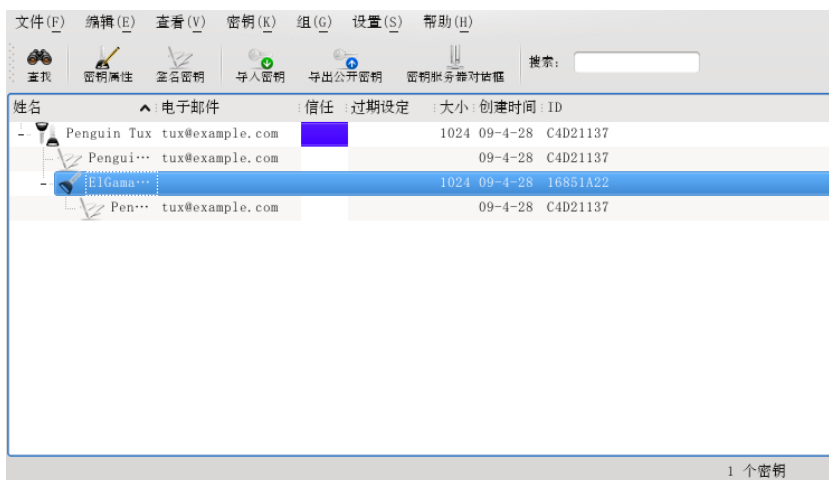 文件(F) 编辑(E) 查看(V) 密钥(K) 组(G) 设置(S) 帮助(H)
查找 密钥属性 签名密钥 导入密钥 导出公开密钥 密钥服务器对话框 搜索:
姓名 电子邮件 信任 过期设定 大小 创建时间 ID
Penguin Tux tux@example.com 1024 09-4-28 C4D21137
Pengui… tux@example.com 09-4-28 C4D21137
ElGama… 1024 09-4-28 16851A22
Pen… tux@example.com 09-4-28 C4D21137
1 个密钥